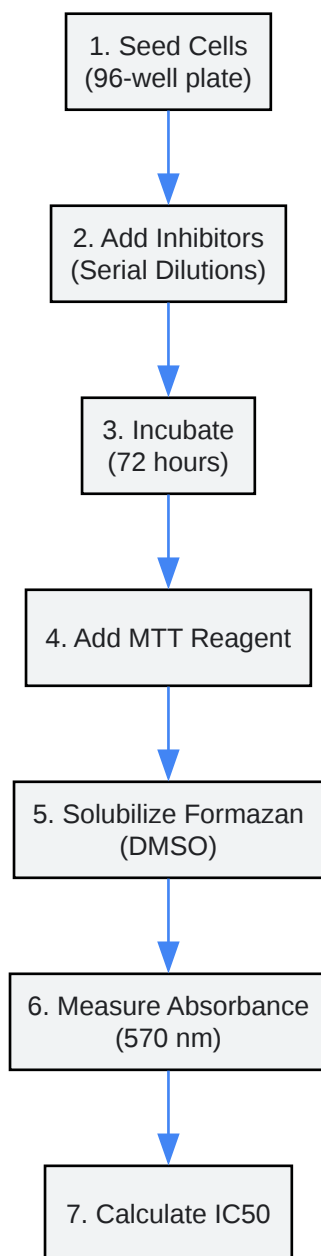 1. Seed Cells
(96-well plate)
2. Add Inhibitors
(Serial Dilutions)
3. Incubate
(72 hours)
4. Add MTT Reagent
5. Solubilize Formazan
(DMSO)
6. Measure Absorbance
(570 nm)
7. Calculate IC50